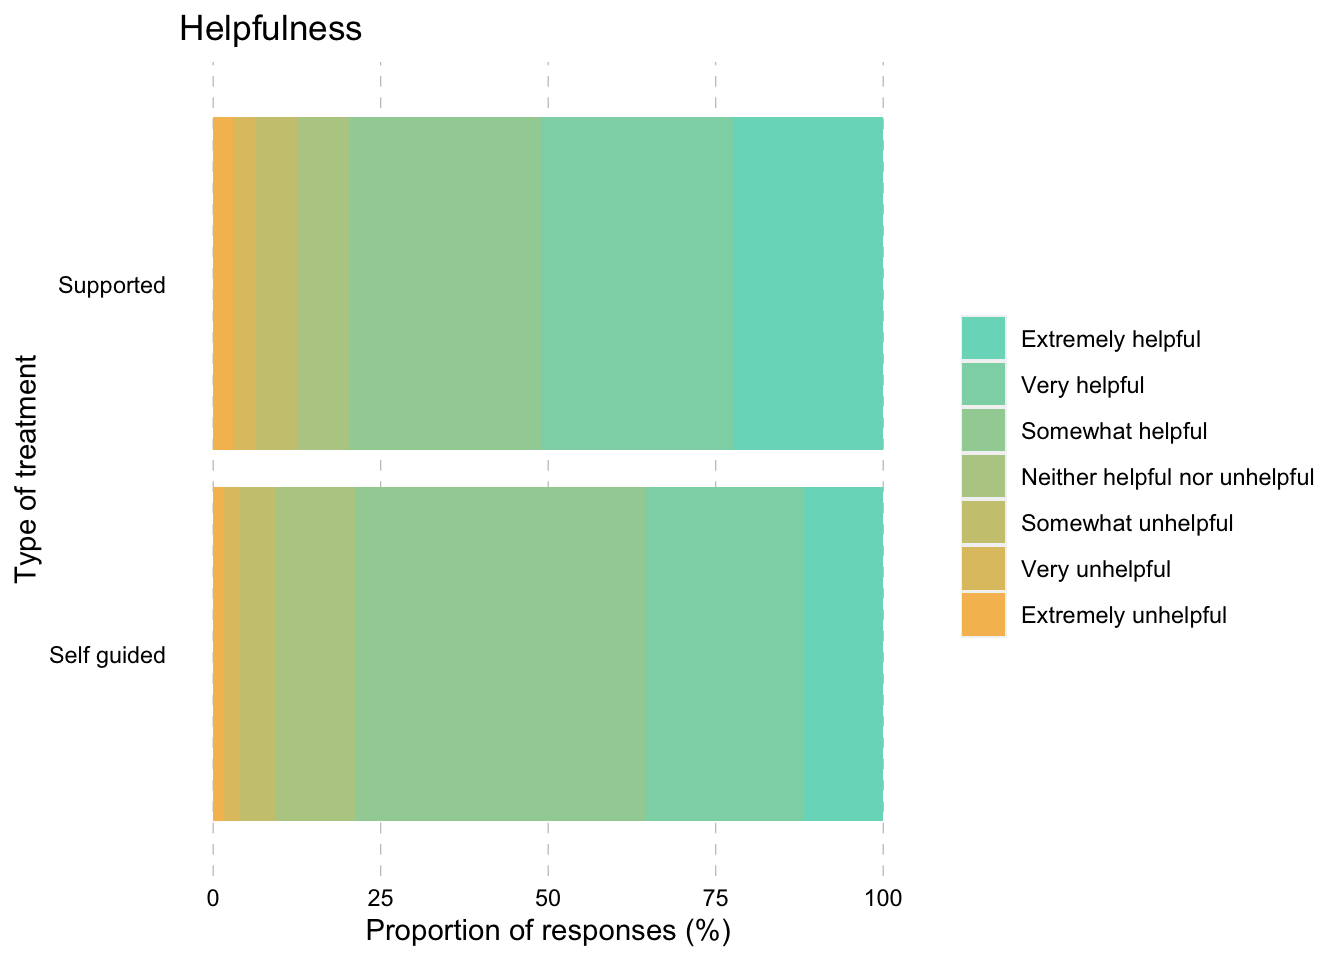 Helpfulness
Type of treatment
Supported
Self guided
0 25 50 75 100
Proportion of responses (%)
Extremely helpful
Very helpful
Somewhat helpful
Neither helpful nor unhelpful
Somewhat unhelpful
Very unhelpful
Extremely unhelpful